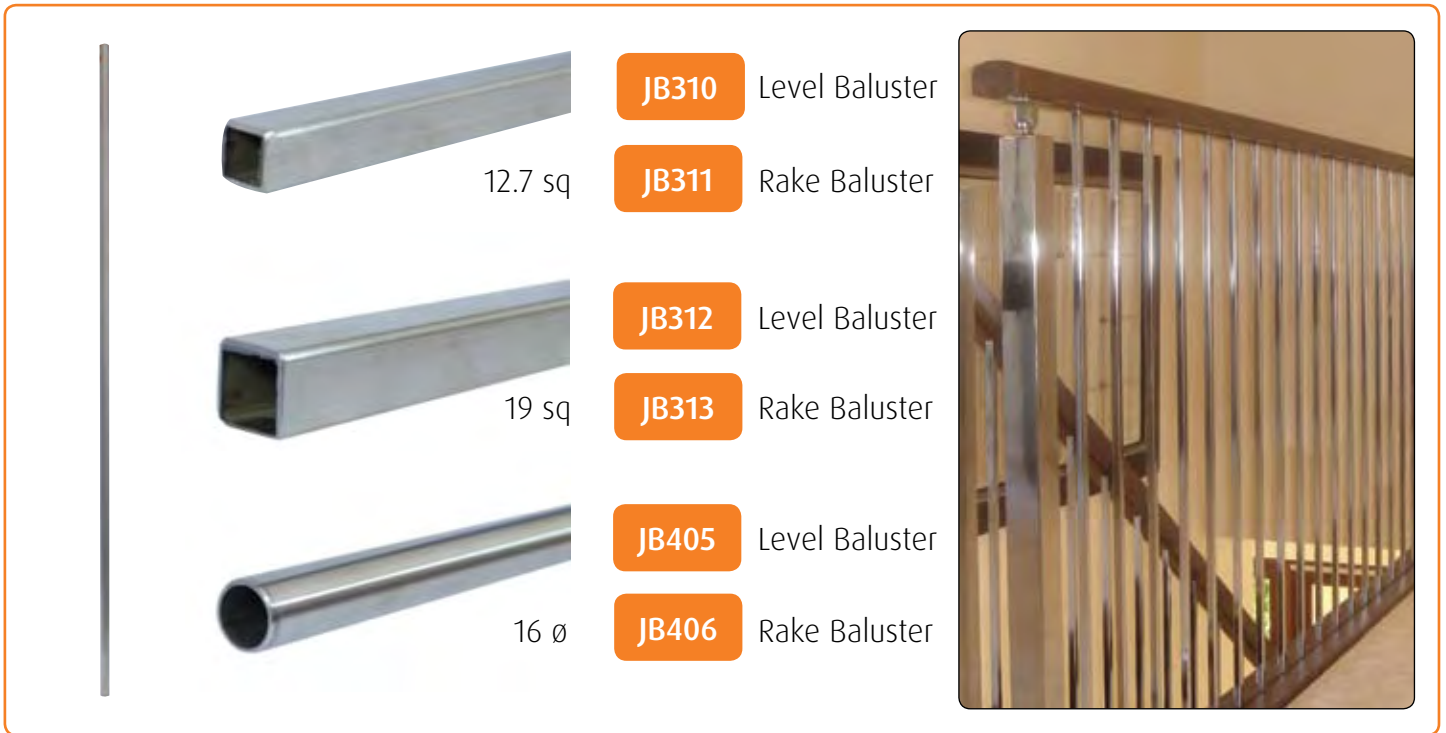 JB310 Level Baluster
12.7 sq
JB311 Rake Baluster
JB312 Level Baluster
19 sq
JB313 Rake Baluster
JB405 Level Baluster
16 ø
JB406 Rake Baluster